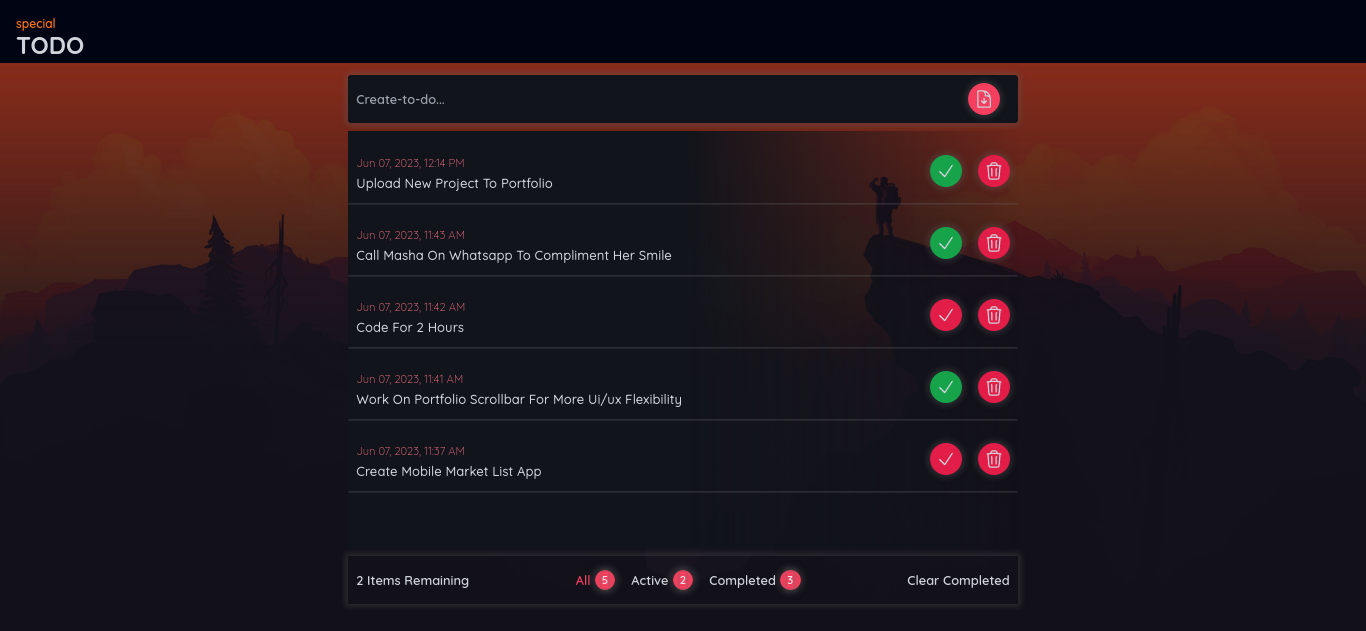 special
TODO
Create-to-do...
Jun 07, 2023, 12:14 PM
Upload New Project To Portfolio
Jun 07, 2023, 11:43 AM
Call Masha On Whatsapp To Compliment Her Smile
Jun 07, 2023, 11:42 AM
Code For 2 Hours
Jun 07, 2023, 11:41 AM
Work On Portfolio Scrollbar For More Ui/ux Flexibility
Jun 07, 2023, 11:37 AM
Create Mobile Market List App
2 Items Remaining All 5 Active 2 Completed 3 Clear Completed